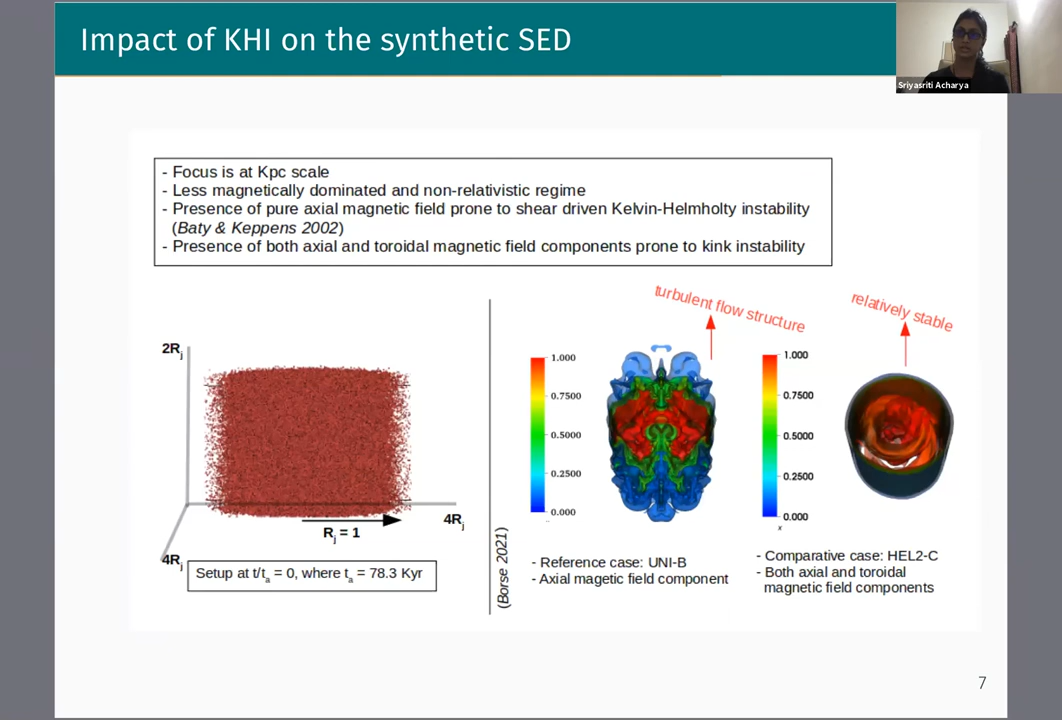 Impact of KHI on the synthetic SED
Sriyasriti Acharya
- Focus is at Kpc scale
- Less magnetically dominated and non-relativistic regime
- Presence of pure axial magnetic field prone to shear driven Kelvin-Helmholty instability
(Baty & Keppens 2002)
- Presence of both axial and toroidal magnetic field components prone to kink instability
2Rj
4Rj
Rj = 1
4Rj
Setup at t/ta = 0, where ta = 78.3 Kyr
(Borse 2021)
turbulent flow structure
1.000
0.7500
0.5000
0.2500
0.000
- Reference case: UNI-B
- Axial magetic field component
relatively stable
1.000
0.7500
0.5000
0.2500
0.000
x
- Comparative case: HEL2-C
- Both axial and toroidal
magnetic field components
7